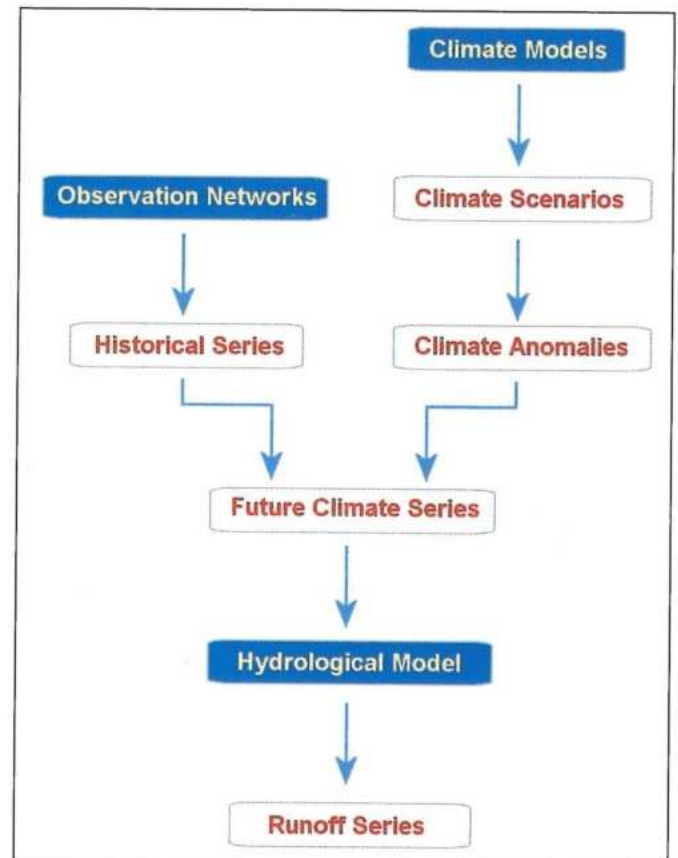 Climate Models
Observation Networks
Climate Scenarios
Historical Series
Climate Anomalies
Future Climate Series
Hydrological Model
Runoff Series